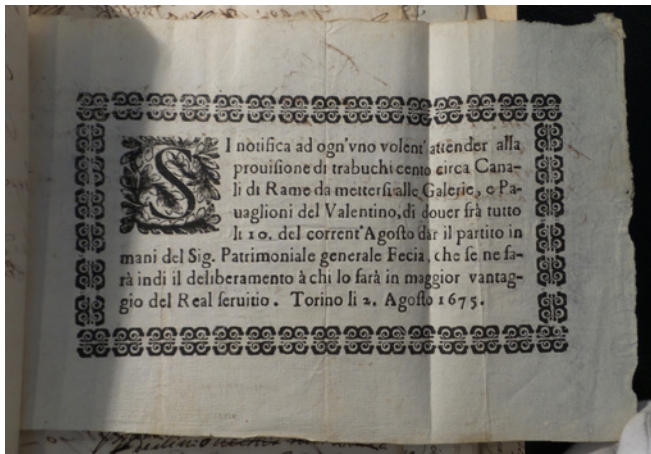 SI notifica ad ogn'vno volent' attender alla
prouisione di trabuchi cento circa Cana-
li di Rame da mettersi alle Galerie, e Pa-
uaglioni del Valentino, di douer frà tutto
li 10. del corrent'Agosto dar il partito in
mani del Sig. Patrimoniale generale Fecia, che se ne fa-
rà indi il deliberamento à chi lo farà in maggior vantag-
gio del Real seruitio. Torino li 2. Agosto 1675.